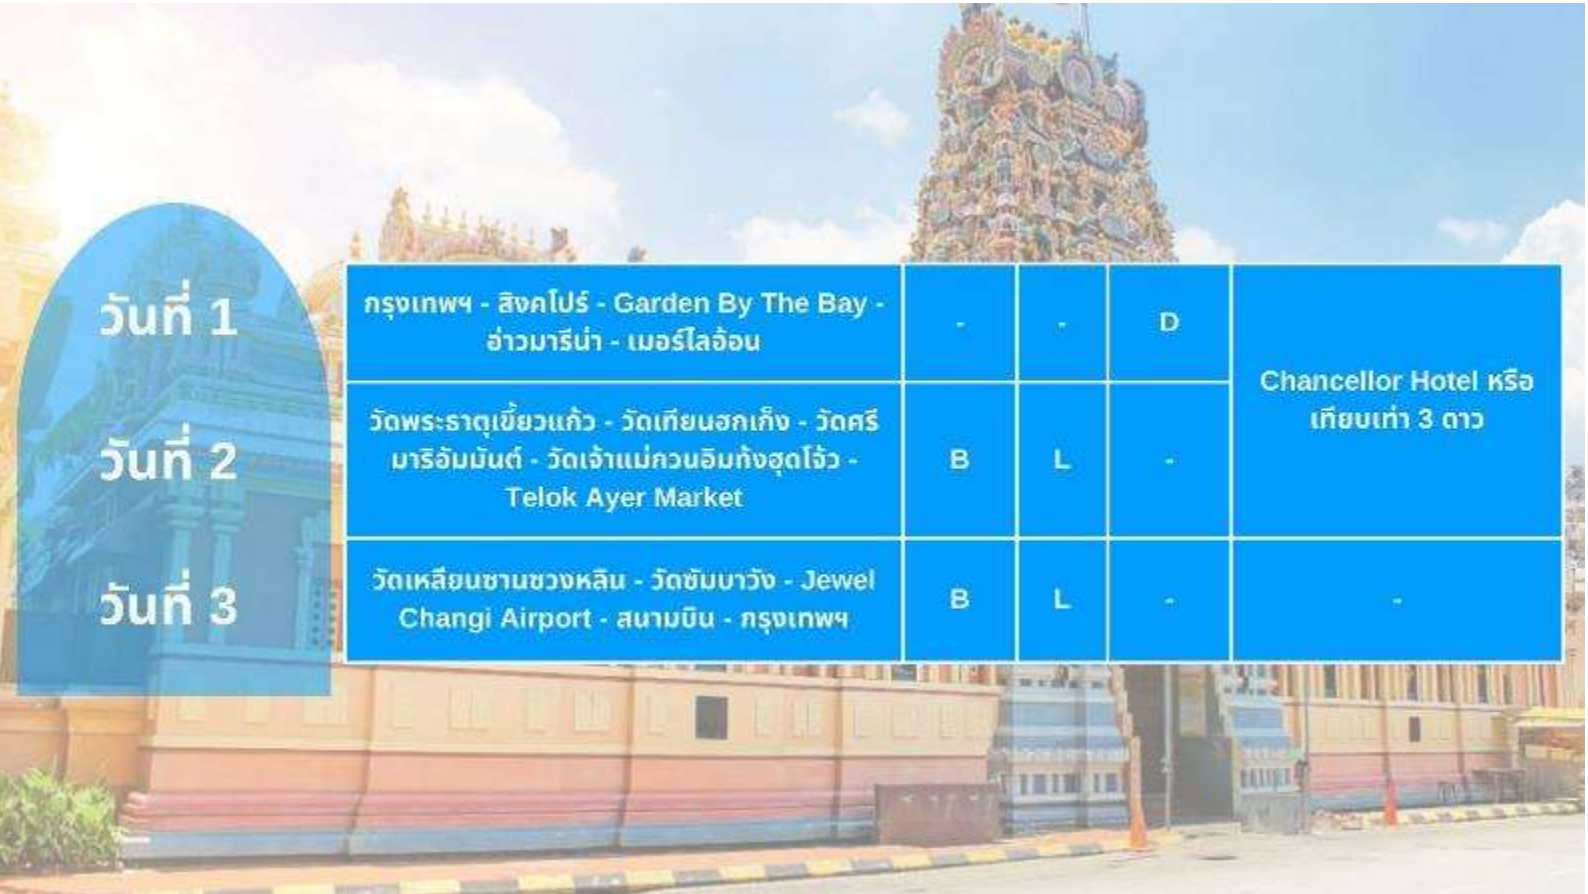 วันที่ 1
กรุงเทพฯ - สิงคโปร์ - Garden By The Bay -
อ่าวมารีน่า - เมอร์ไลอ้อน
-
-
D
Chancellor Hotel หรือ
เทียบเท่า 3 ดาว
วันที่ 2
วัดพระธาตุเขี้ยวแก้ว - วัดเทียนฮกเก็ง - วัดศรี
มาริอัมมันต์ - วัดเจ้าแม่กวนอิมทังฮุดโจ้ว -
Telok Ayer Market
B
L
-
วันที่ 3
วัดเหลียนซานซวงหลิน - วัดซัมบาวัง - Jewel
Changi Airport - สนามบิน - กรุงเทพฯ
B
L
-
-